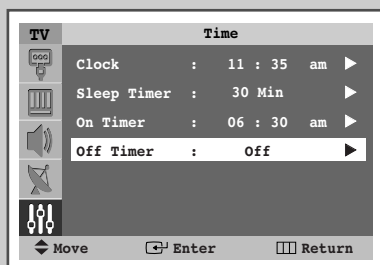 TV Time
Clock : 11 : 35 am
Sleep Timer : 30 Min
On Timer : 06 : 30 am
Off Timer : Off
Move Enter Return